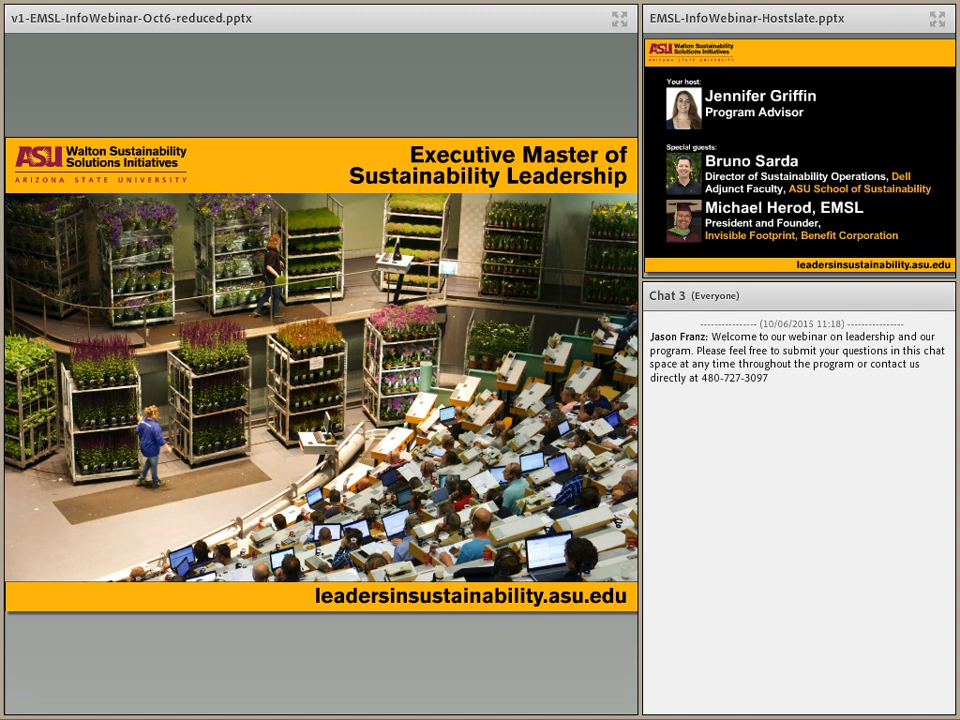 v1-EMSL-InfoWebinar-Oct6-reduced.pptx
ASU Walton Sustainability
Solutions Initiatives
ARIZONA STATE UNIVERSITY
Executive Master of
Sustainability Leadership
leadersinsustainability.asu.edu
EMSL-InfoWebinar-Hostslate.pptx
ASU Walton Sustainability
Solutions Initiatives
ARIZONA STATE UNIVERSITY
Your host:
Jennifer Griffin
Program Advisor
Special guests:
Bruno Sarda
Director of Sustainability Operations, Dell
Adjunct Faculty, ASU School of Sustainability
Michael Herod, EMSL
President and Founder,
Invisible Footprint, Benefit Corporation
leadersinsustainability.asu.edu
Chat 3 (Everyone)
---------------- (10/06/2015 11:18) ----------------
Jason Franz: Welcome to our webinar on leadership and our
program. Please feel free to submit your questions in this chat
space at any time throughout the program or contact us
directly at 480-727-3097